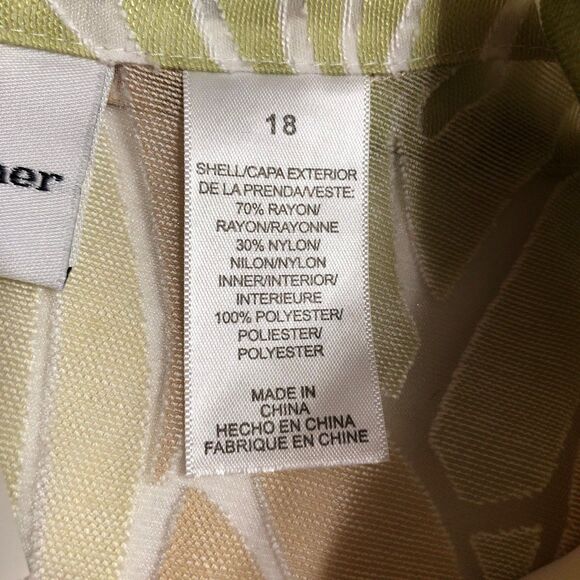 18
SHELL/CAPA EXTERIOR
DE LA PRENDA/VESTE:
70% RAYON/
RAYON/RAYONNE
30% NYLON/
NILON/NYLON
INNER/INTERIOR/
INTERIEURE
100% POLYESTER/
POLIESTER/
POLYESTER
MADE IN
CHINA
HECHO EN CHINA
FABRIQUE EN CHINE